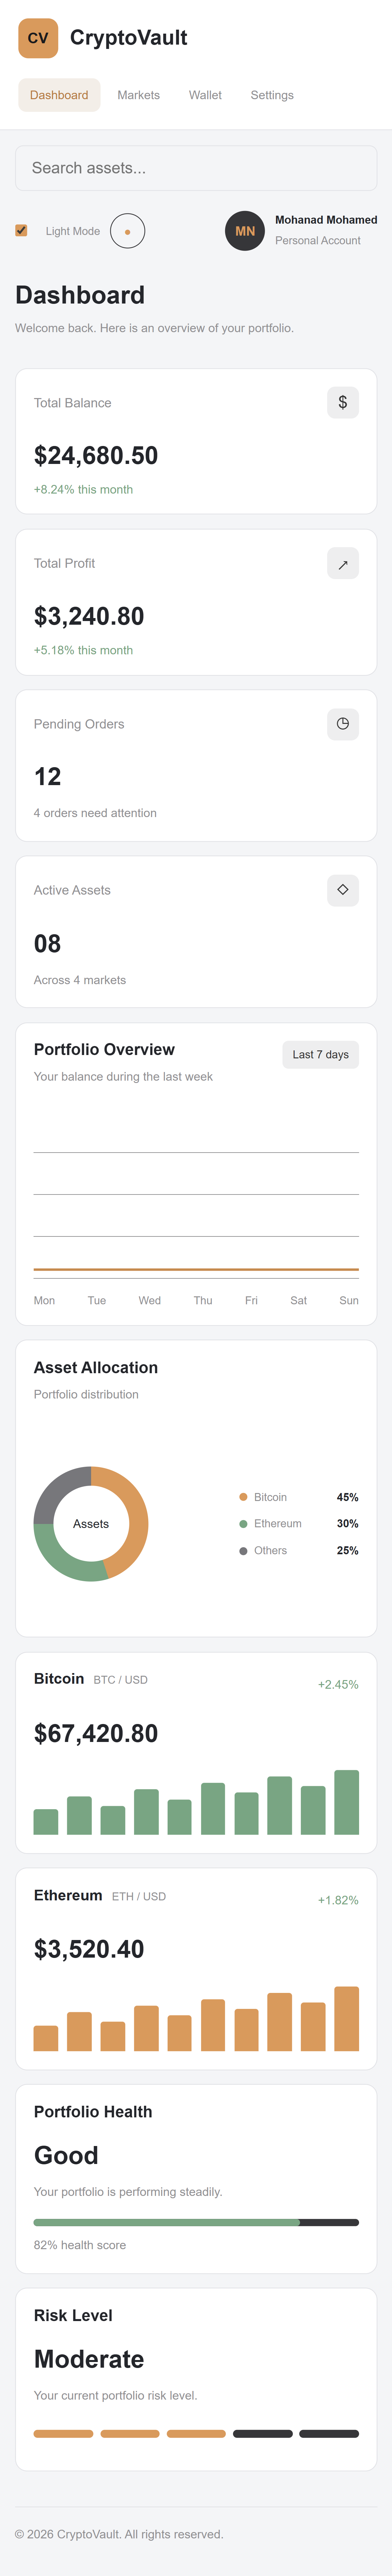 CV CryptoVault
Dashboard Markets Wallet Settings
Search assets...
Light Mode
MN
Mohanad Mohamed
Personal Account
Dashboard
Welcome back. Here is an overview of your portfolio.
Total Balance $
$24,680.50
+8.24% this month
Total Profit ↗
$3,240.80
+5.18% this month
Pending Orders ◷
12
4 orders need attention
Active Assets ◇
08
Across 4 markets
Portfolio Overview
Last 7 days
Your balance during the last week
Mon Tue Wed Thu Fri Sat Sun
Asset Allocation
Portfolio distribution
Assets
Bitcoin 45%
Ethereum 30%
Others 25%
Bitcoin BTC / USD +2.45%
$67,420.80
Ethereum ETH / USD +1.82%
$3,520.40
Portfolio Health
Good
Your portfolio is performing steadily.
82% health score
Risk Level
Moderate
Your current portfolio risk level.
© 2026 CryptoVault. All rights reserved.